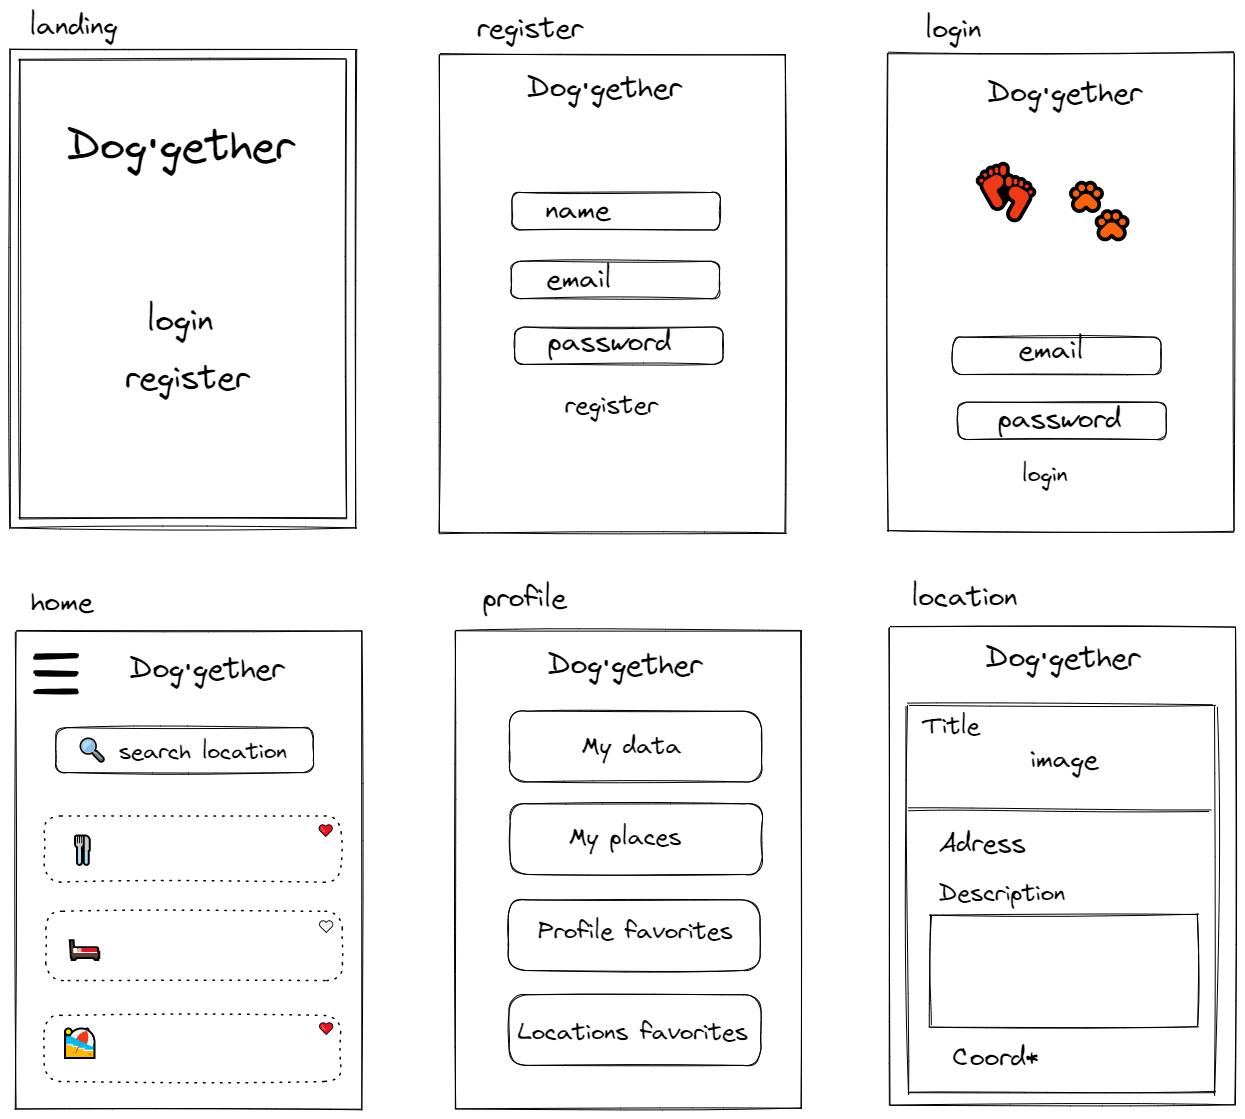 landing
Dog'gether
login
register
register
Dog'gether
name
email
password
register
login
Dog'gether
email
password
login
home
Dog'gether
search location
profile
Dog'gether
My data
My places
Profile favorites
Locations favorites
location
Dog'gether
Title
image
Adress
Description
Coord*